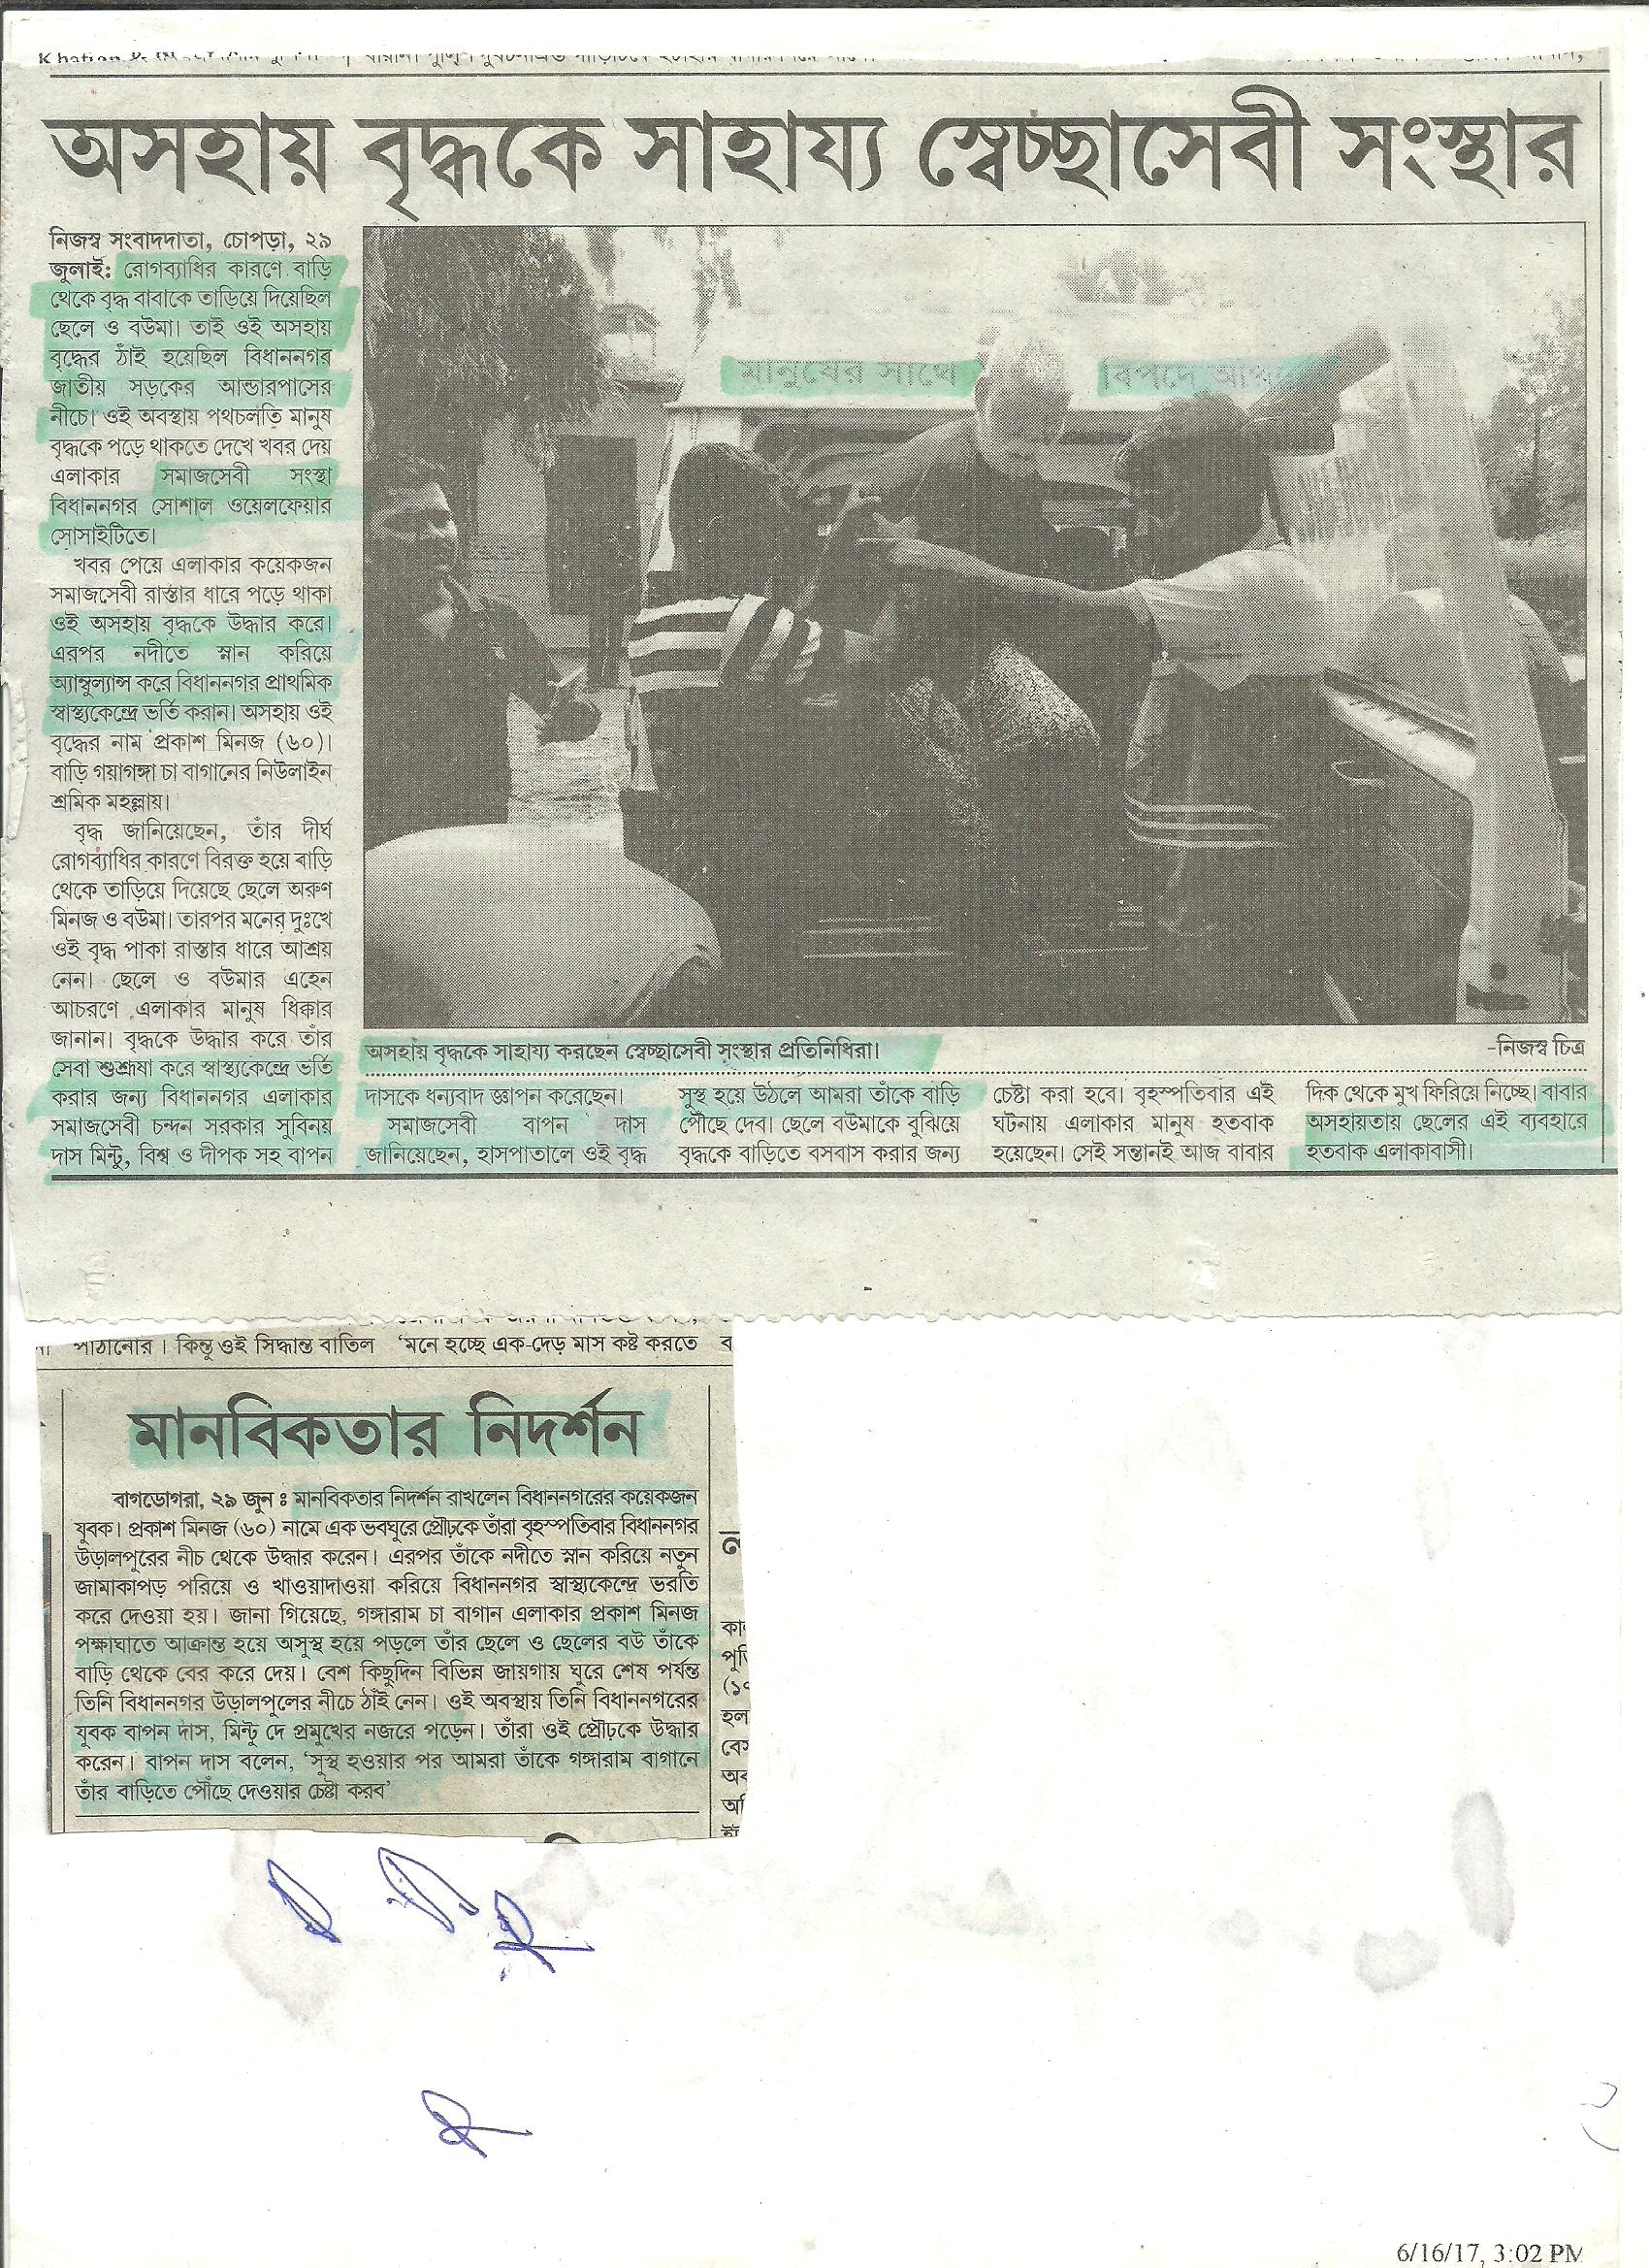 অসহায় বৃদ্ধকে সাহায্য স্বেচ্ছাসেবী সংস্থার
নিজস্ব সংবাদদাতা, চোপড়া, ২৯
জুলাই: রোগব্যাধির কারণে বাড়ি
থেকে বৃদ্ধ বাবাকে তাড়িয়ে দিয়েছিল
ছেলে ও বউমা। তাই ওই অসহায়
বৃদ্ধের ঠাঁই হয়েছিল বিধাননগর
জাতীয় সড়কের আন্ডারপাসের
নীচে। ওই অবস্থায় পথচলতি মানুষ
বৃদ্ধকে পড়ে থাকতে দেখে খবর দেয়
এলাকার সমাজসেবী সংস্থা
বিধাননগর সোশাল ওয়েলফেয়ার
সোসাইটিতে।
খবর পেয়ে এলাকার কয়েকজন
সমাজসেবী রাস্তার ধারে পড়ে থাকা
ওই অসহায় বৃদ্ধকে উদ্ধার করে।
এরপর নদীতে স্নান করিয়ে
অ্যাম্বুল্যান্স করে বিধাননগর প্রাথমিক
স্বাস্থ্যকেন্দ্রে ভর্তি করান। অসহায় ওই
বৃদ্ধের নাম প্রকাশ মিনজ (৬০)।
বাড়ি গয়াগঙ্গা চা বাগানের নিউলাইন
শ্রমিক মহল্লায়।
বৃদ্ধ জানিয়েছেন, তাঁর দীর্ঘ
রোগব্যাধির কারণে বিরক্ত হয়ে বাড়ি
থেকে তাড়িয়ে দিয়েছে ছেলে অরুণ
মিনজ ও বউমা। তারপর মনের দুঃখে
ওই বৃদ্ধ পাকা রাস্তার ধারে আশ্রয়
নেন। ছেলে ও বউমার এহেন
আচরণে এলাকার মানুষ ধিক্কার
জানান। বৃদ্ধকে উদ্ধার করে তাঁর
সেবা শুশ্রূষা করে স্বাস্থ্যকেন্দ্রে ভর্তি
করার জন্য বিধাননগর এলাকার
সমাজসেবী চন্দন সরকার সুবিনয়
দাস মিন্টু, বিশ্ব ও দীপক সহ বাপন
মানুষের সাথে
বিপদে
অসহায় বৃদ্ধকে সাহায্য করছেন স্বেচ্ছাসেবী সংস্থার প্রতিনিধিরা।
-নিজস্ব চিত্র
দাসকে ধন্যবাদ জ্ঞাপন করেছেন।
সমাজসেবী বাপন দাস
জানিয়েছেন, হাসপাতালে ওই বৃদ্ধ
সুস্থ হয়ে উঠলে আমরা তাঁকে বাড়ি
পৌঁছে দেব। ছেলে বউমাকে বুঝিয়ে
বৃদ্ধকে বাড়িতে বসবাস করার জন্য
চেষ্টা করা হবে। বৃহস্পতিবার এই
ঘটনায় এলাকার মানুষ হতবাক
হয়েছেন। সেই সন্তানই আজ বাবার
দিক থেকে মুখ ফিরিয়ে নিচ্ছে। বাবার
অসহায়তায় ছেলের এই ব্যবহারে
হতবাক এলাকাবাসী।
পাঠানোর। কিন্তু ওই সিদ্ধান্ত বাতিল
‘মনে হচ্ছে এক-দেড় মাস কষ্ট করতে
মানবিকতার নিদর্শন
বাগডোগরা, ২৯ জুন ঃ মানবিকতার নিদর্শন রাখলেন বিধাননগরের কয়েকজন
যুবক। প্রকাশ মিনজ (৬০) নামে এক ভবঘুরে প্রৌঢ়কে তাঁরা বৃহস্পতিবার বিধাননগর
উড়ালপুরের নীচ থেকে উদ্ধার করেন। এরপর তাঁকে নদীতে স্নান করিয়ে নতুন
জামাকাপড় পরিয়ে ও খাওয়াদাওয়া করিয়ে বিধাননগর স্বাস্থ্যকেন্দ্রে ভরতি
করে দেওয়া হয়। জানা গিয়েছে, গঙ্গারাম চা বাগান এলাকার প্রকাশ মিনজ
পক্ষাঘাতে আক্রান্ত হয়ে অসুস্থ হয়ে পড়লে তাঁর ছেলে ও ছেলের বউ তাঁকে
বাড়ি থেকে বের করে দেয়। বেশ কিছুদিন বিভিন্ন জায়গায় ঘুরে শেষ পর্যন্ত
তিনি বিধাননগর উড়ালপুলের নীচে ঠাঁই নেন। ওই অবস্থায় তিনি বিধাননগরের
যুবক বাপন দাস, মিন্টু দে প্রমুখের নজরে পড়েন। তাঁরা ওই প্রৌঢ়কে উদ্ধার
করেন। বাপন দাস বলেন, ‘সুস্থ হওয়ার পর আমরা তাঁকে গঙ্গারাম বাগানে
তাঁর বাড়িতে পৌঁছে দেওয়ার চেষ্টা করব’
6/16/17, 3:02 PM